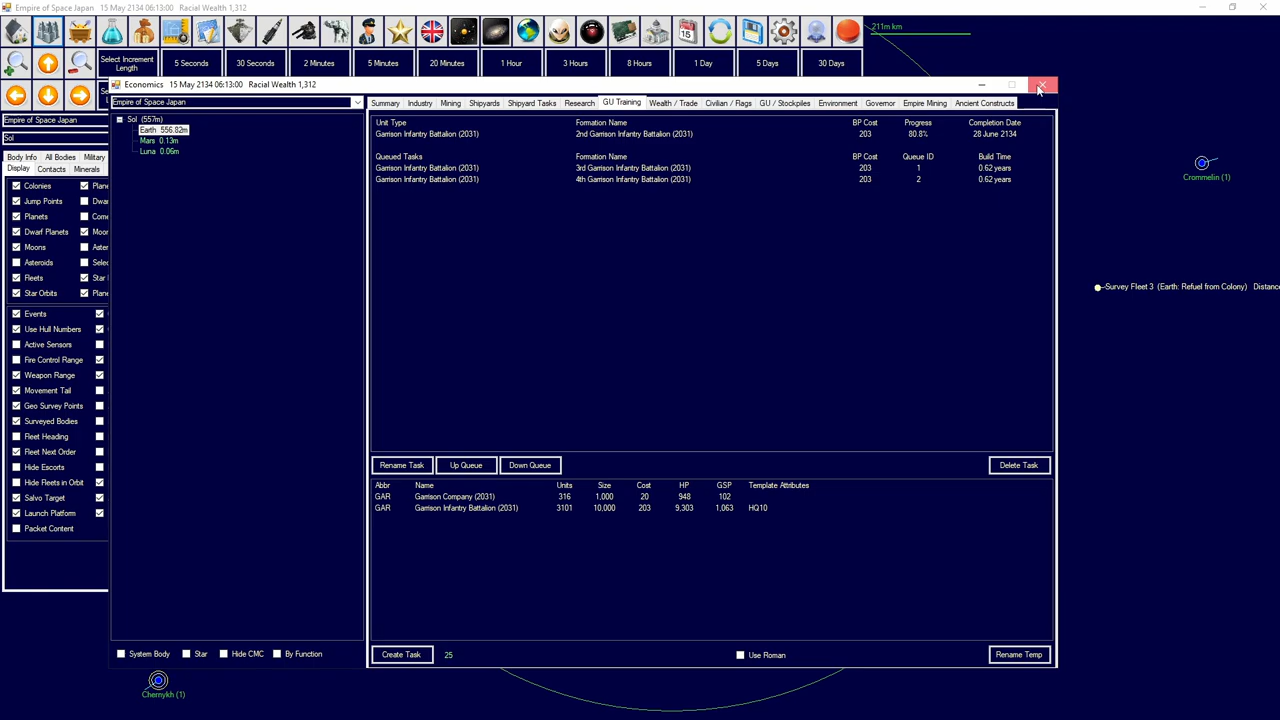 Empire of Space Japan 15 May 2134 06:13:00 Racial Wealth 1,312
211m km
Select Increment Length
5 Seconds
30 Seconds
2 Minutes
5 Minutes
20 Minutes
1 Hour
3 Hours
8 Hours
1 Day
5 Days
30 Days
Economics 15 May 2134 06:13:00 Racial Wealth 1,312
Empire of Space Japan
Sol
Body Info All Bodies Military
Display Contacts Minerals
Colonies
Jump Points
Planets
Dwarf Planets
Moons
Asteroids
Fleets
Star Orbits
Events
Use Hull Numbers
Active Sensors
Fire Control Range
Weapon Range
Movement Tail
Geo Survey Points
Surveyed Bodies
Fleet Heading
Fleet Next Order
Hide Escorts
Hide Fleets in Orbit
Salvo Target
Launch Platform
Packet Content
Empire of Space Japan
Sol (557m)
Earth 556.82m
Mars 0.13m
Luna 0.06m
System Body Star Hide CMC By Function
Summary Industry Mining Shipyards Shipyard Tasks Research GU Training Wealth / Trade Civilian / Flags GU / Stockpiles Environment Governor Empire Mining Ancient Constructs
Unit Type Formation Name BP Cost Progress Completion Date
Garrison Infantry Battalion (2031) 2nd Garrison Infantry Battalion (2031) 203 80.8% 28 June 2134
Queued Tasks Formation Name BP Cost Queue ID Build Time
Garrison Infantry Battalion (2031) 3rd Garrison Infantry Battalion (2031) 203 1 0.62 years
Garrison Infantry Battalion (2031) 4th Garrison Infantry Battalion (2031) 203 2 0.62 years
Rename Task Up Queue Down Queue Delete Task
Abbr Name Units Size Cost HP GSP Template Attributes
GAR Garrison Company (2031) 316 1,000 20 948 102
GAR Garrison Infantry Battalion (2031) 3101 10,000 203 9,303 1,063 HQ10
Create Task 25 Use Roman Rename Temp
Crommelin (1)
Survey Fleet 3 (Earth: Refuel from Colony) Distance
Chernykh (1)